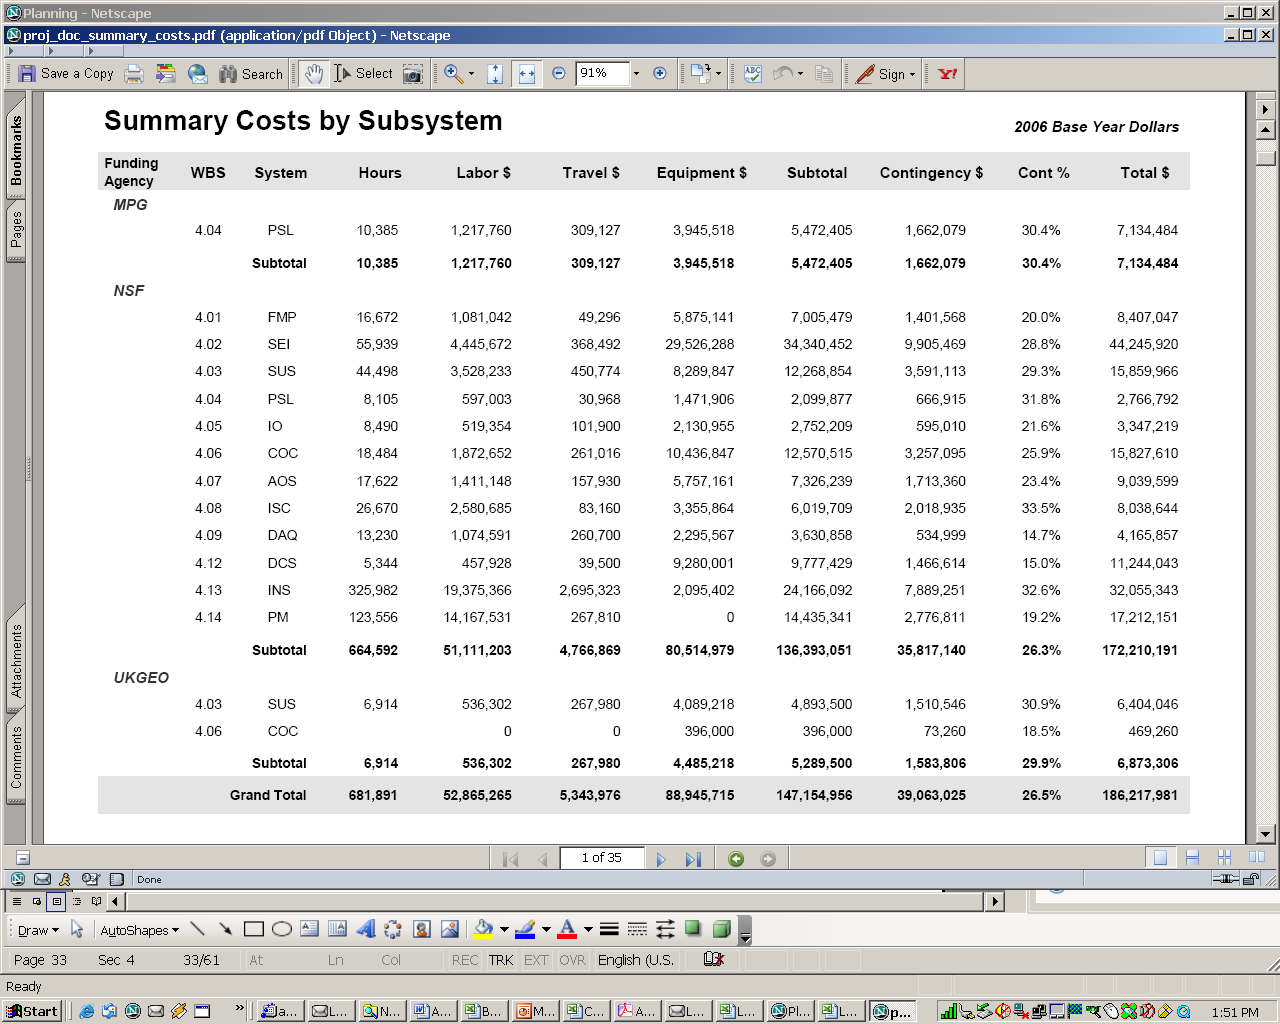 Planning - Netscape
proj_doc_summary_costs.pdf (application/pdf Object) - Netscape
Save a Copy Search Select 91% Sign Y!
Bookmarks
Pages
Attachments
Comments
Summary Costs by Subsystem
2006 Base Year Dollars
Funding Agency WBS System Hours Labor $ Travel $ Equipment $ Subtotal Contingency $ Cont % Total $
MPG
4.04 PSL 10,385 1,217,760 309,127 3,945,518 5,472,405 1,662,079 30.4% 7,134,484
Subtotal 10,385 1,217,760 309,127 3,945,518 5,472,405 1,662,079 30.4% 7,134,484
NSF
4.01 FMP 16,672 1,081,042 49,296 5,875,141 7,005,479 1,401,568 20.0% 8,407,047
4.02 SEI 55,939 4,445,672 368,492 29,526,288 34,340,452 9,905,469 28.8% 44,245,920
4.03 SUS 44,498 3,528,233 450,774 8,289,847 12,268,854 3,591,113 29.3% 15,859,966
4.04 PSL 8,105 597,003 30,968 1,471,906 2,099,877 666,915 31.8% 2,766,792
4.05 IO 8,490 519,354 101,900 2,130,955 2,752,209 595,010 21.6% 3,347,219
4.06 COC 18,484 1,872,652 261,016 10,436,847 12,570,515 3,257,095 25.9% 15,827,610
4.07 AOS 17,622 1,411,148 157,930 5,757,161 7,326,239 1,713,360 23.4% 9,039,599
4.08 ISC 26,670 2,580,685 83,160 3,355,864 6,019,709 2,018,935 33.5% 8,038,644
4.09 DAQ 13,230 1,074,591 260,700 2,295,567 3,630,858 534,999 14.7% 4,165,857
4.12 DCS 5,344 457,928 39,500 9,280,001 9,777,429 1,466,614 15.0% 11,244,043
4.13 INS 325,982 19,375,366 2,695,323 2,095,402 24,166,092 7,889,251 32.6% 32,055,343
4.14 PM 123,556 14,167,531 267,810 0 14,435,341 2,776,811 19.2% 17,212,151
Subtotal 664,592 51,111,203 4,766,869 80,514,979 136,393,051 35,817,140 26.3% 172,210,191
UKGEO
4.03 SUS 6,914 536,302 267,980 4,089,218 4,893,500 1,510,546 30.9% 6,404,046
4.06 COC 0 0 396,000 396,000 73,260 18.5% 469,260
Subtotal 6,914 536,302 267,980 4,485,218 5,289,500 1,583,806 29.9% 6,873,306
Grand Total 681,891 52,865,265 5,343,976 88,945,715 147,154,956 39,063,025 26.5% 186,217,981
1 of 35
Done
Draw AutoShapes
Page 33 Sec 4 33/61 At Ln Col REC TRK EXT OVR English (U.S.
Ready
Start a... L... N... A... B... M... C... A... L... L... Pl... L... p... 1:51 PM